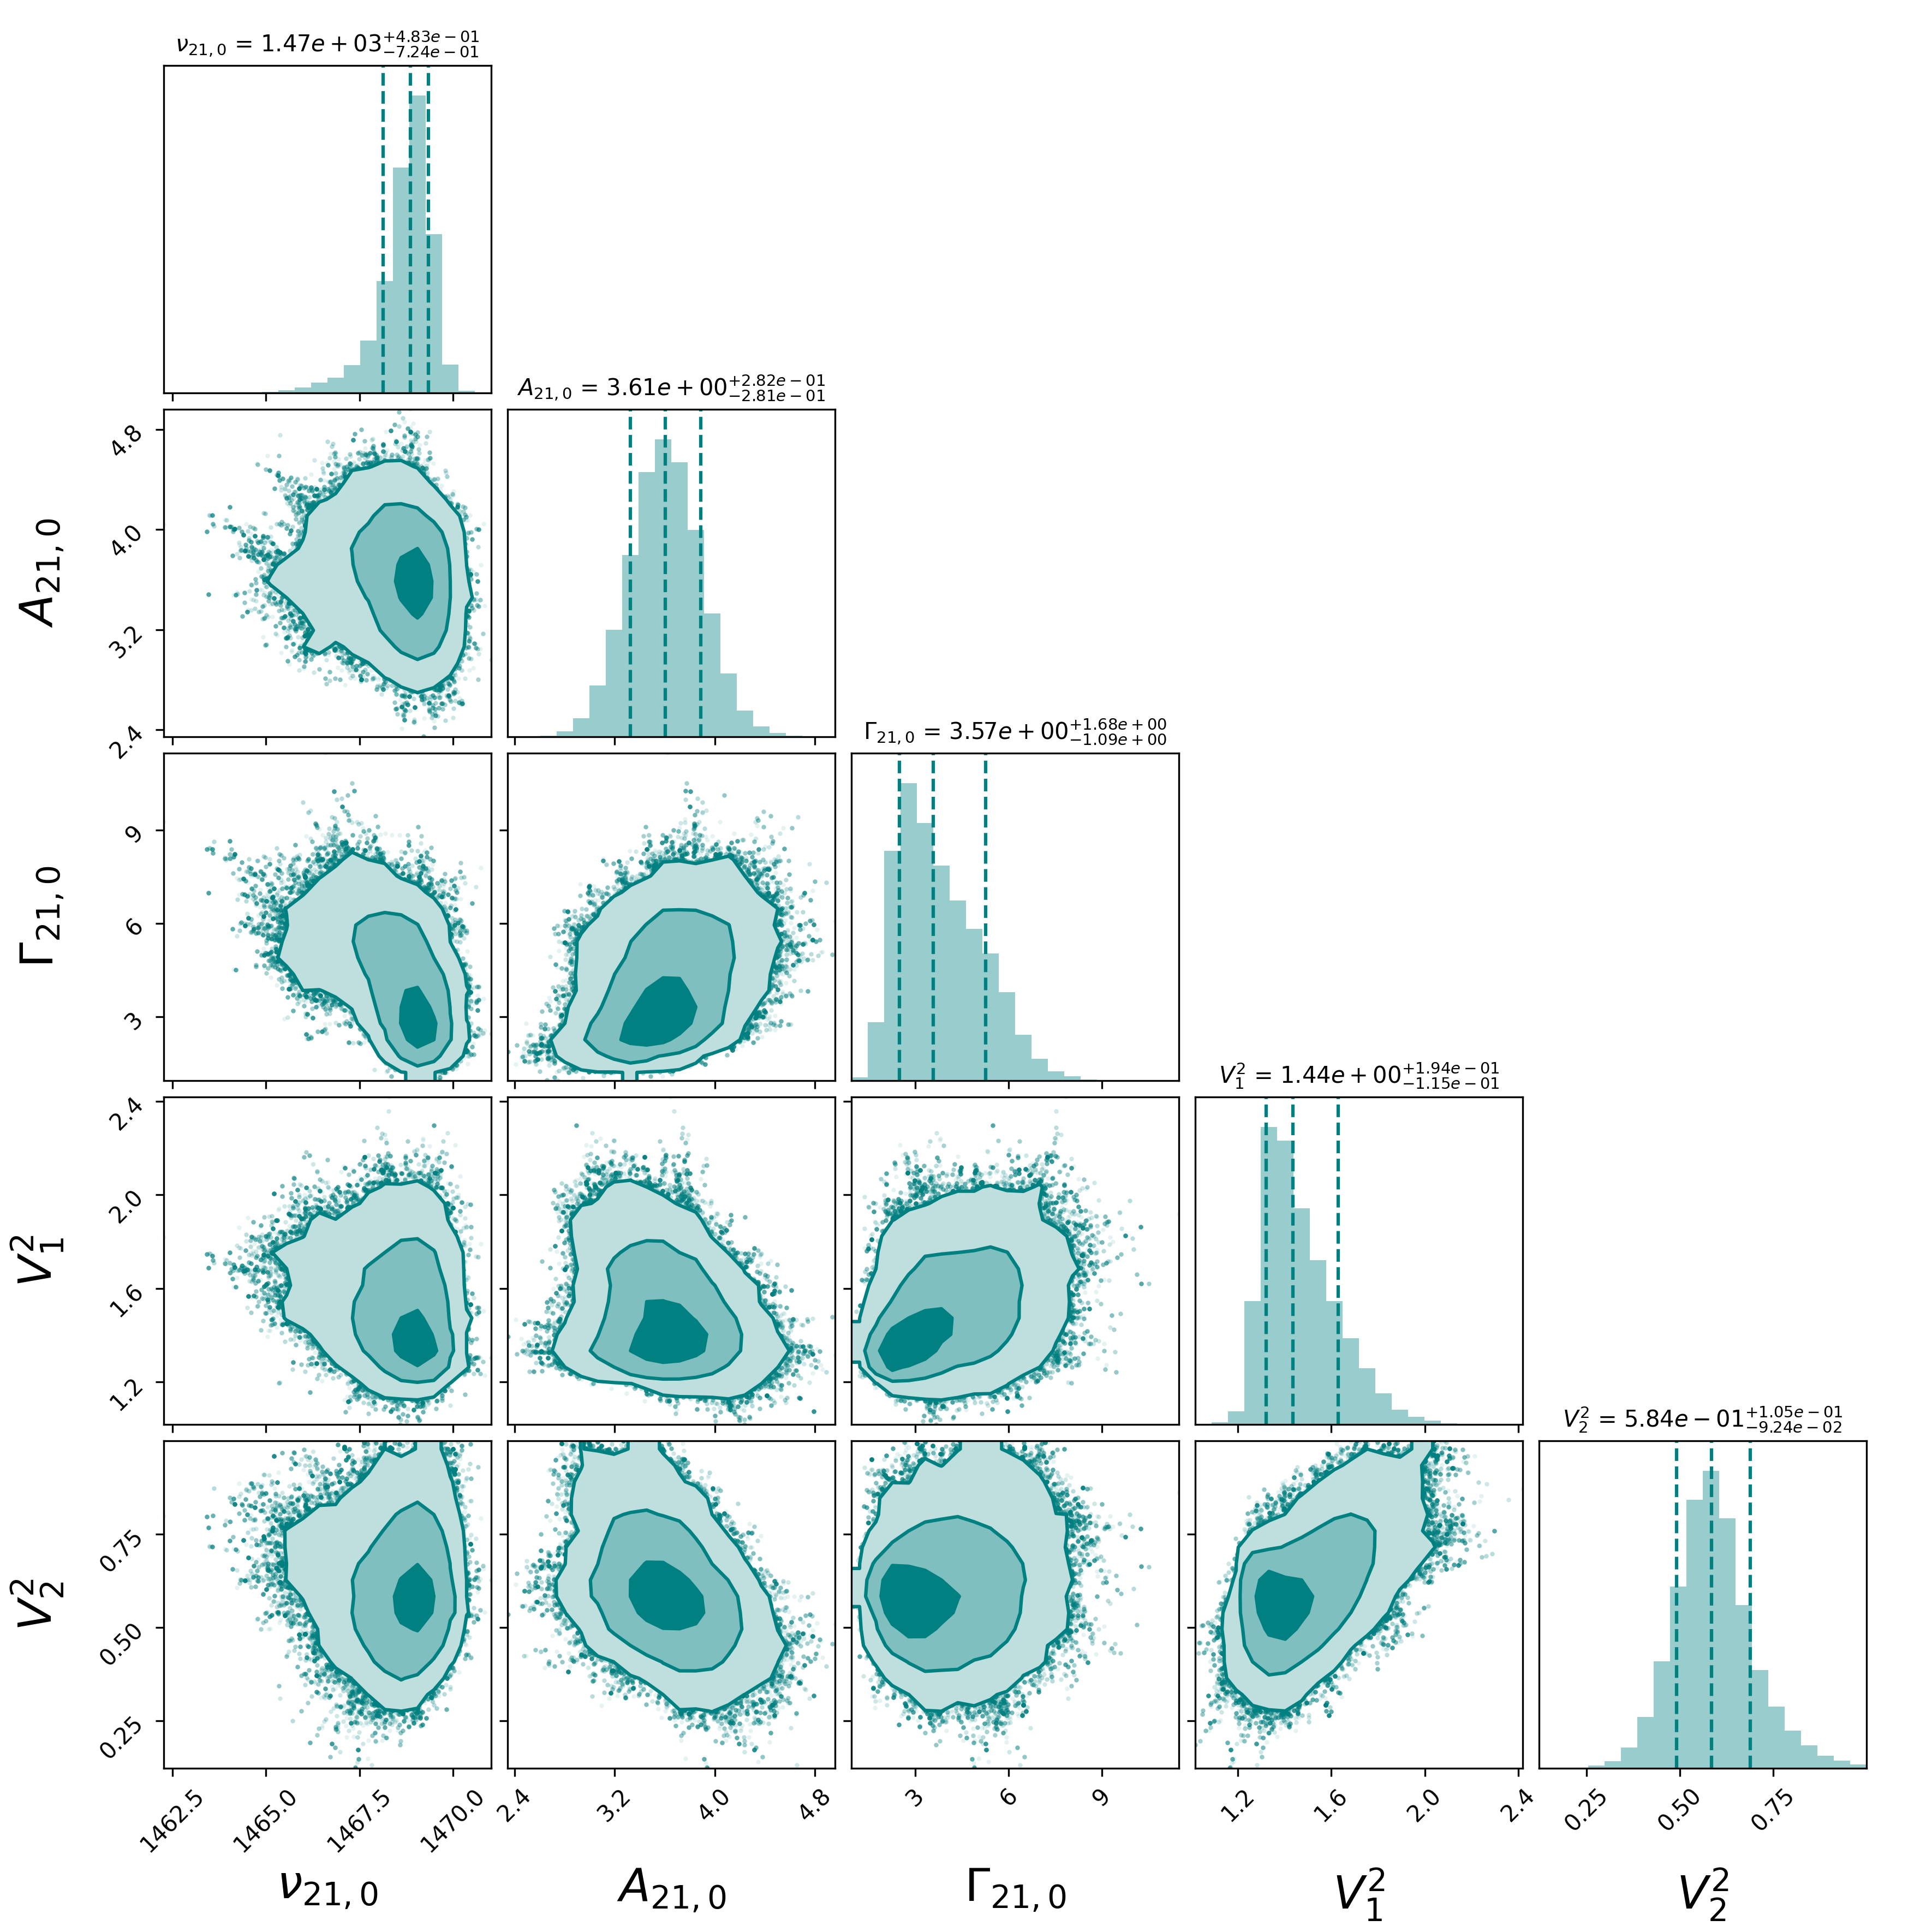 ν21, 0 = 1.47e + 03 +4.83e − 01 −7.24e − 01
A21, 0 = 3.61e + 00 +2.82e − 01 −2.81e − 01
4.8
4.0
3.2
2.4
A21, 0
Γ21, 0 = 3.57e + 00 +1.68e + 00 −1.09e + 00
9
6
3
Γ21, 0
V₁² = 1.44e + 00 +1.94e − 01 −1.15e − 01
2.4
2.0
1.6
1.2
V₁²
V₂² = 5.84e − 01 +1.05e − 01 −9.24e − 02
0.75
0.50
0.25
V₂²
1462.5 1465.0 1467.5 1470.0 2.4 3.2 4.0 4.8 3 6 9 1.2 1.6 2.0 2.4 0.25 0.50 0.75
ν21, 0 A21, 0 Γ21, 0 V₁² V₂²